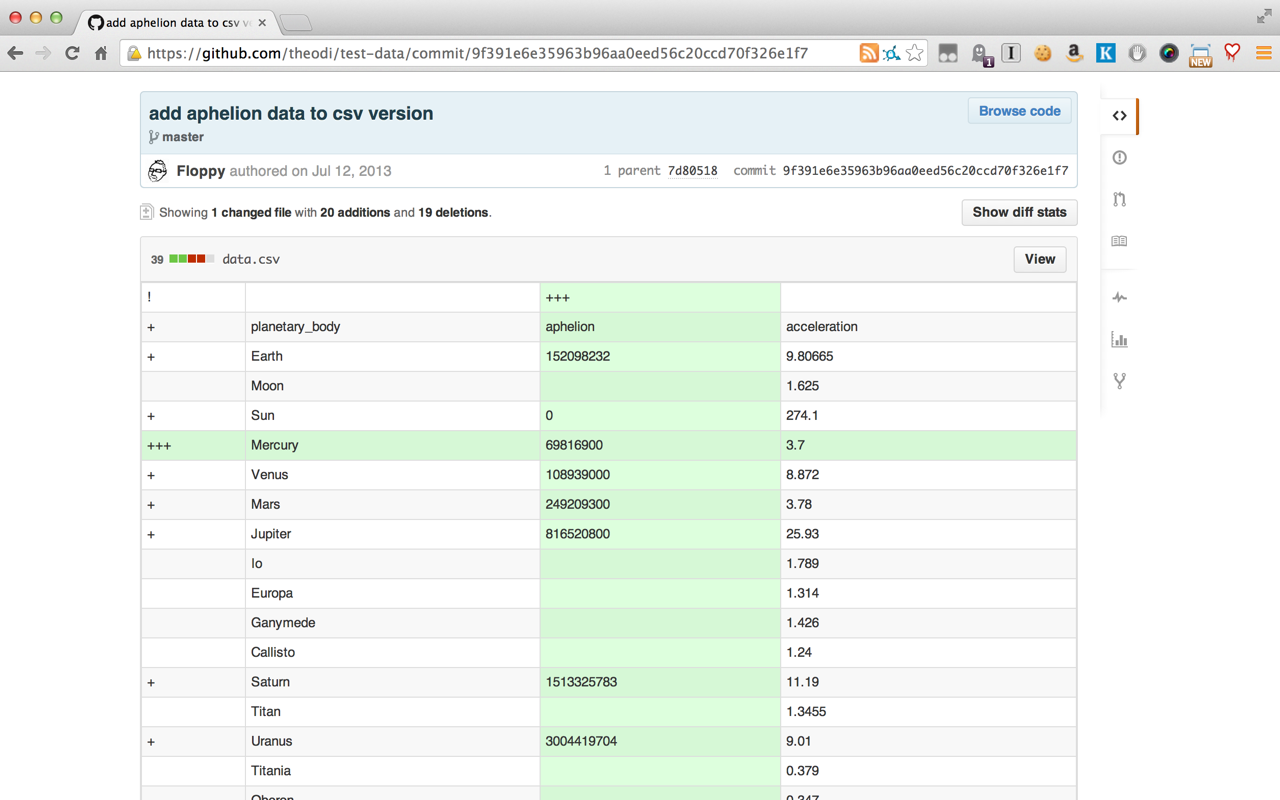 add aphelion data to csv ve
https://github.com/theodi/test-data/commit/9f391e6e35963b96aa0eed56c20ccd70f326e1f7
1
I
a
K
NEW
add aphelion data to csv version
Browse code
master
Floppy authored on Jul 12, 2013
1 parent 7d80518 commit 9f391e6e35963b96aa0eed56c20ccd70f326e1f7
Showing 1 changed file with 20 additions and 19 deletions.
Show diff stats
39 data.csv
View
! +++
+ planetary_body aphelion acceleration
+ Earth 152098232 9.80665
Moon 1.625
+ Sun 0 274.1
+++ Mercury 69816900 3.7
+ Venus 108939000 8.872
+ Mars 249209300 3.78
+ Jupiter 816520800 25.93
Io 1.789
Europa 1.314
Ganymede 1.426
Callisto 1.24
+ Saturn 1513325783 11.19
Titan 1.3455
+ Uranus 3004419704 9.01
Titania 0.379
Oberon 0.347